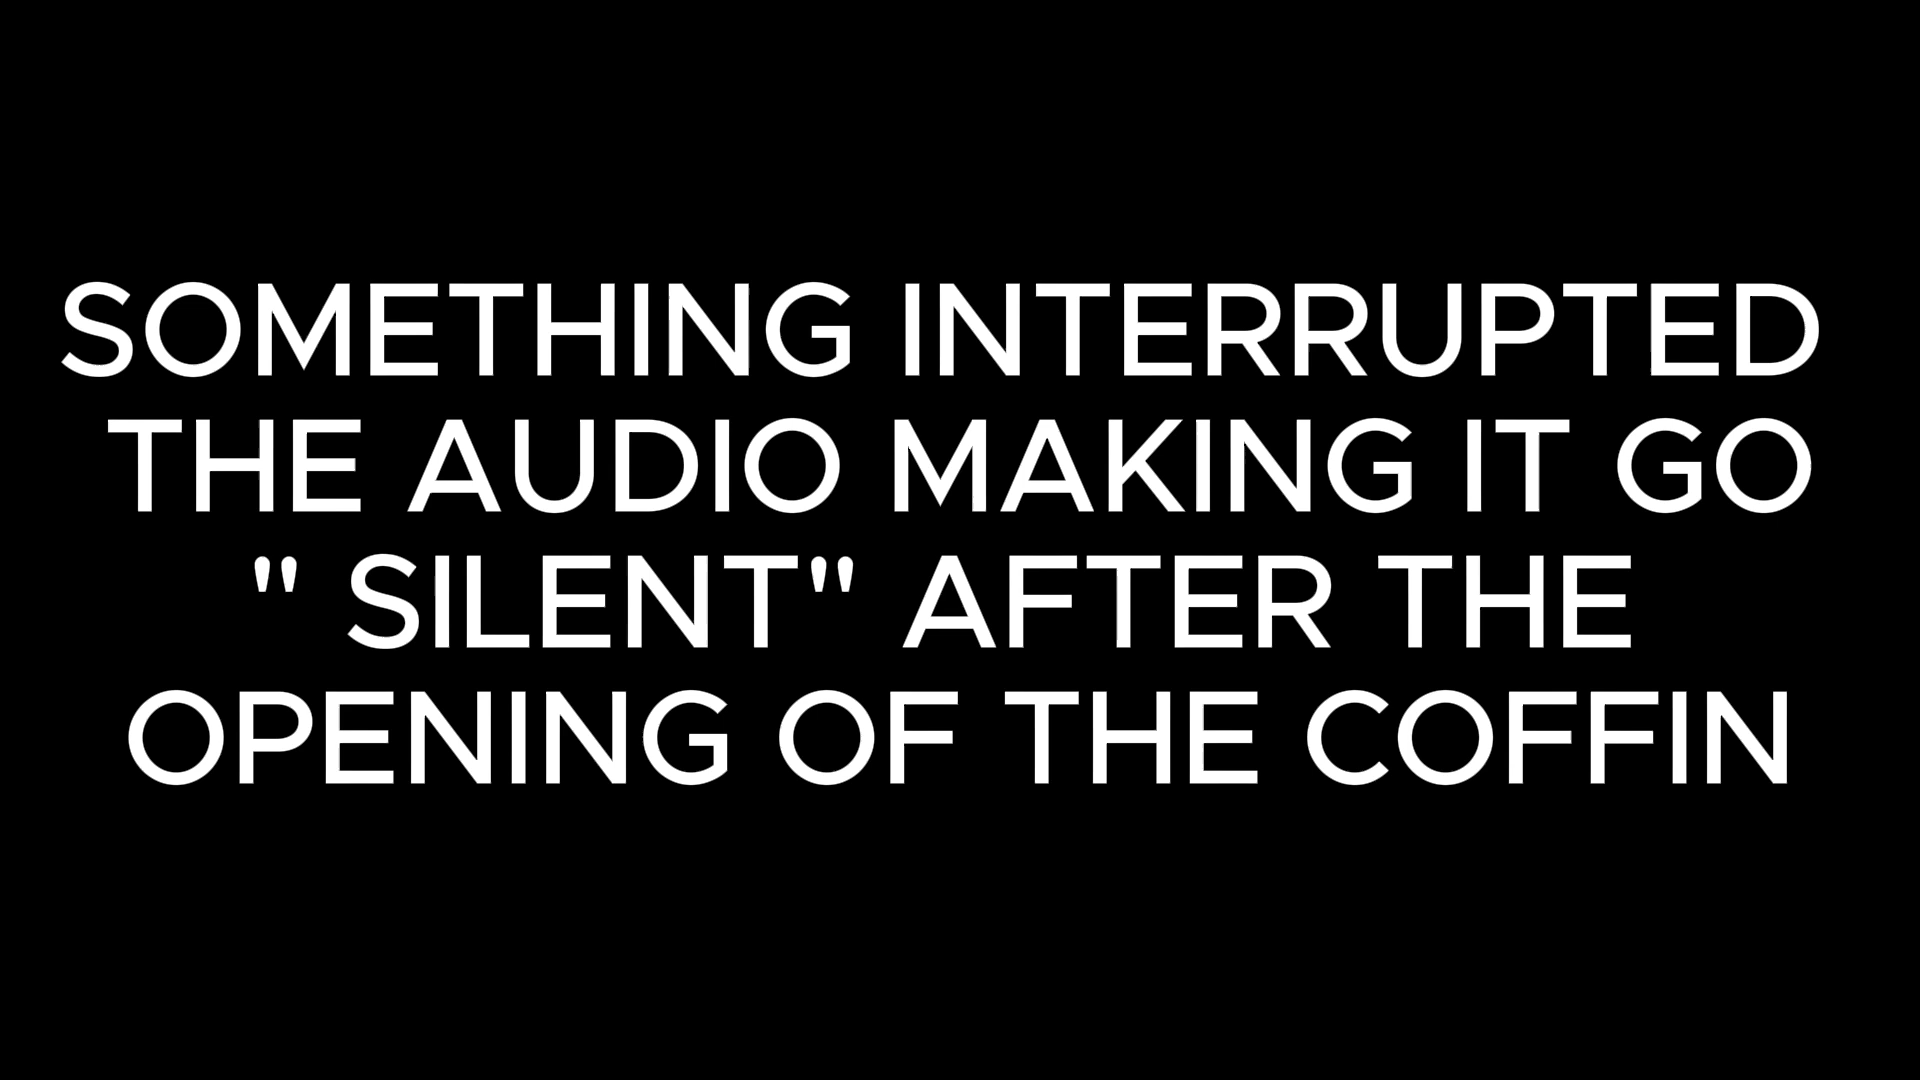 SOMETHING INTERRUPTED
THE AUDIO MAKING IT GO
" SILENT" AFTER THE
OPENING OF THE COFFIN